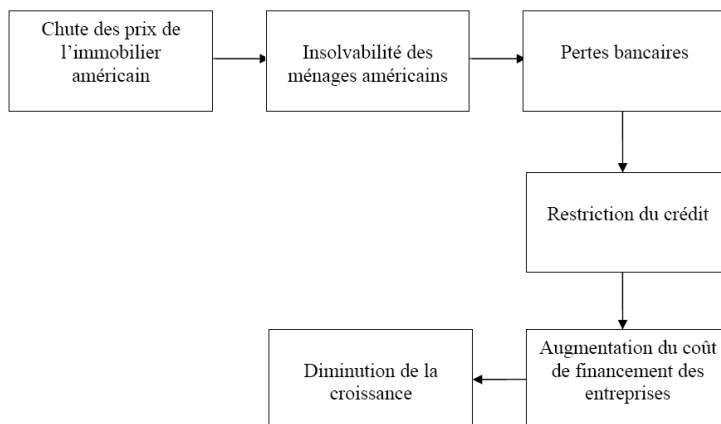 Chute des prix de
l’immobilier
américain
Insolvabilité des
ménages américains
Pertes bancaires
Restriction du crédit
Augmentation du coût
de financement des
entreprises
Diminution de la
croissance